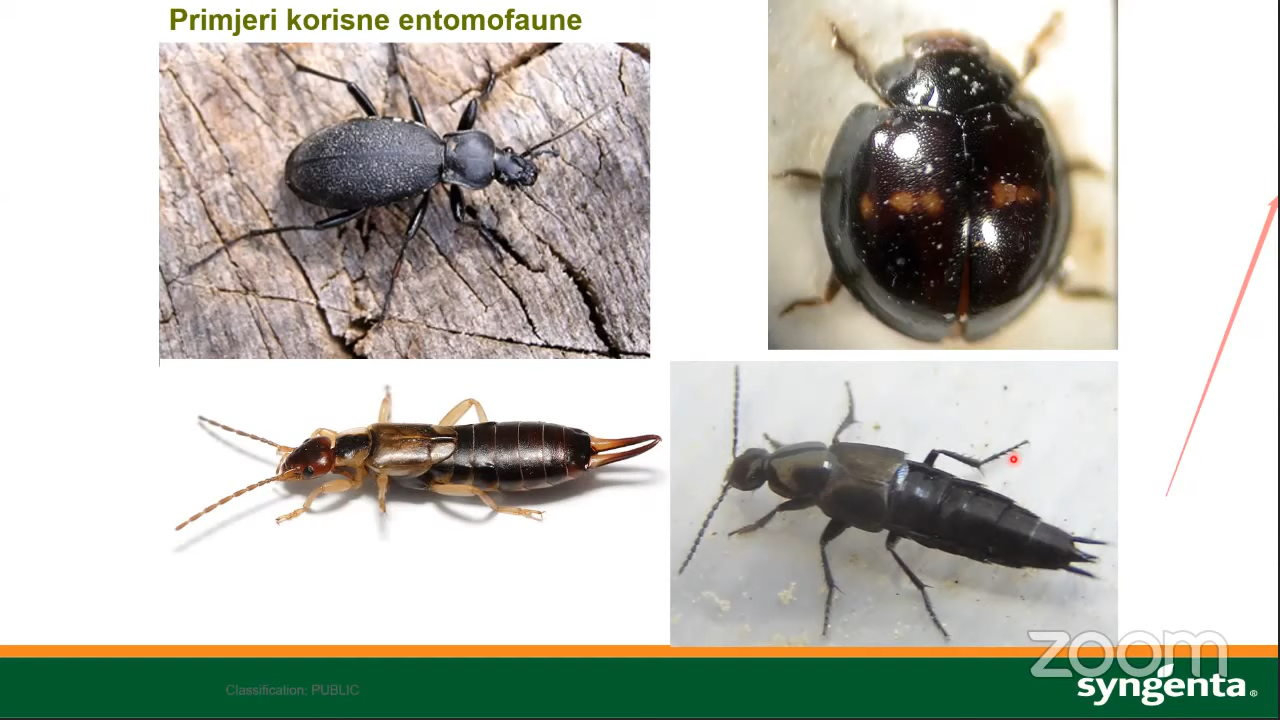 Primjeri korisne entomofaune
zoom
Classification: PUBLIC
syngenta®